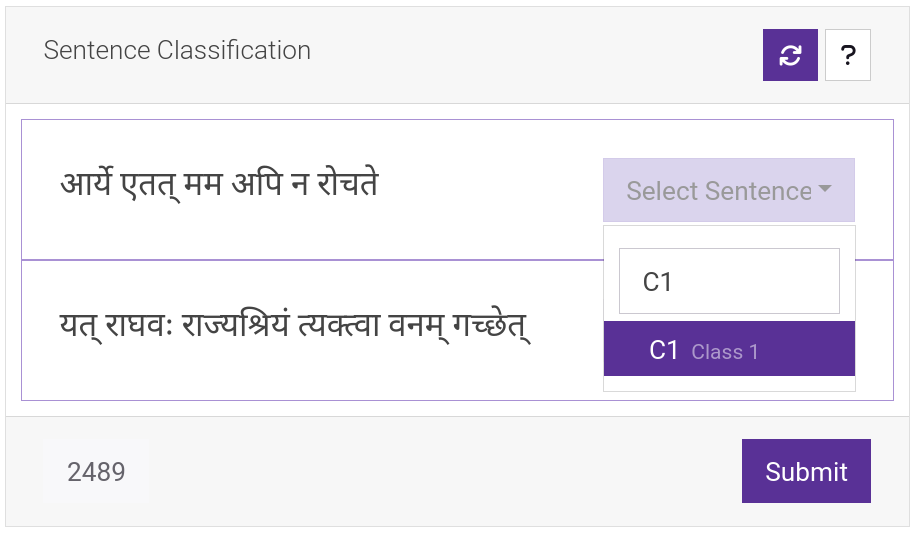 Sentence Classification
?
आर्ये एतत् मम अपि न रोचते
Select Sentence
C1
C1 Class 1
यत् राघवः राज्यश्रियं त्यक्त्वा वनम् गच्छेत्
2489
Submit